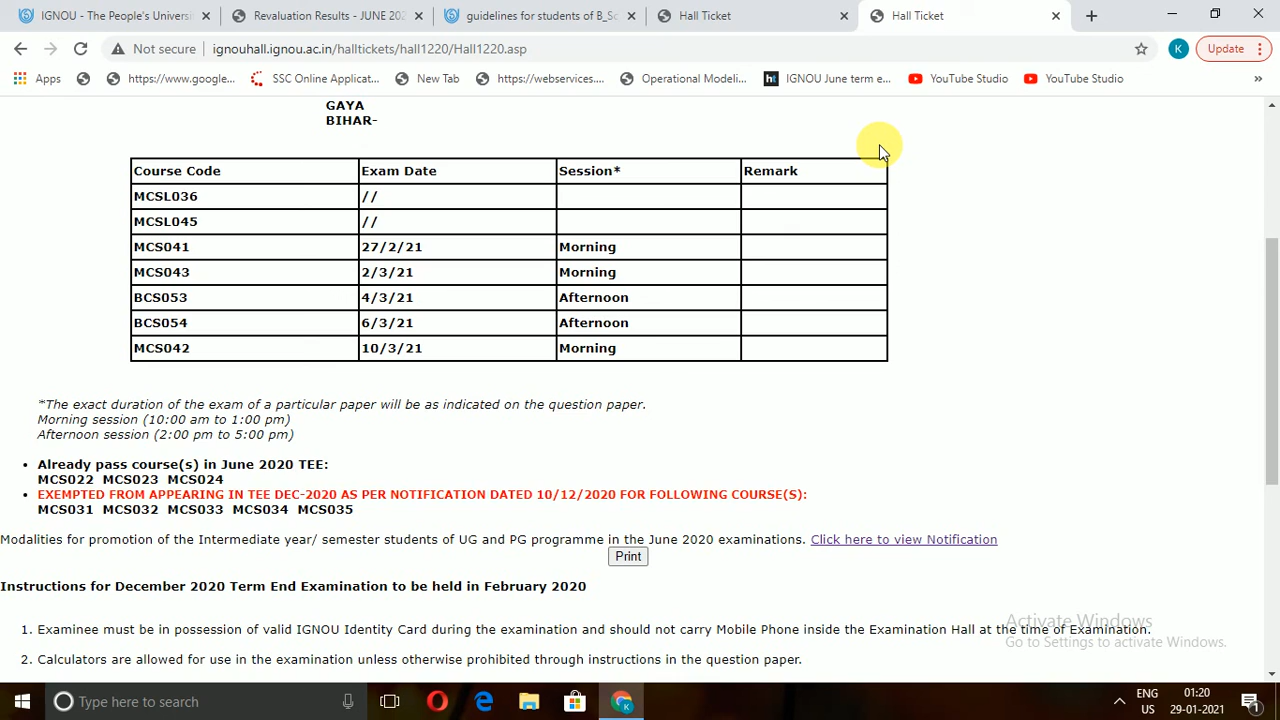 IGNOU - The People's Universi
Revaluation Results - JUNE 202
guidelines for students of B_Sc
Hall Ticket
Hall Ticket
Not secure
ignouhall.ignou.ac.in/halltickets/hall1220/Hall1220.asp
K
Update
Apps
https://www.google...
SSC Online Applicat...
New Tab
https://webservices....
Operational Modeli...
ht
IGNOU June term e...
YouTube Studio
YouTube Studio
»
GAYA
BIHAR-
Course Code Exam Date Session* Remark
MCSL036 //
MCSL045 //
MCS041 27/2/21 Morning
MCS043 2/3/21 Morning
BCS053 4/3/21 Afternoon
BCS054 6/3/21 Afternoon
MCS042 10/3/21 Morning
*The exact duration of the exam of a particular paper will be as indicated on the question paper.
Morning session (10:00 am to 1:00 pm)
Afternoon session (2:00 pm to 5:00 pm)
• Already pass course(s) in June 2020 TEE:
MCS022 MCS023 MCS024
• EXEMPTED FROM APPEARING IN TEE DEC-2020 AS PER NOTIFICATION DATED 10/12/2020 FOR FOLLOWING COURSE(S):
MCS031 MCS032 MCS033 MCS034 MCS035
Modalities for promotion of the Intermediate year/ semester students of UG and PG programme in the June 2020 examinations. Click here to view Notification
Print
Instructions for December 2020 Term End Examination to be held in February 2020
1. Examinee must be in possession of valid IGNOU Identity Card during the examination and should not carry Mobile Phone inside the Examination Hall at the time of Examination.
2. Calculators are allowed for use in the examination unless otherwise prohibited through instructions in the question paper.
Activate Windows
Go to Settings to activate Windows.
Type here to search
K
ENG
US
01:20
29-01-2021
1